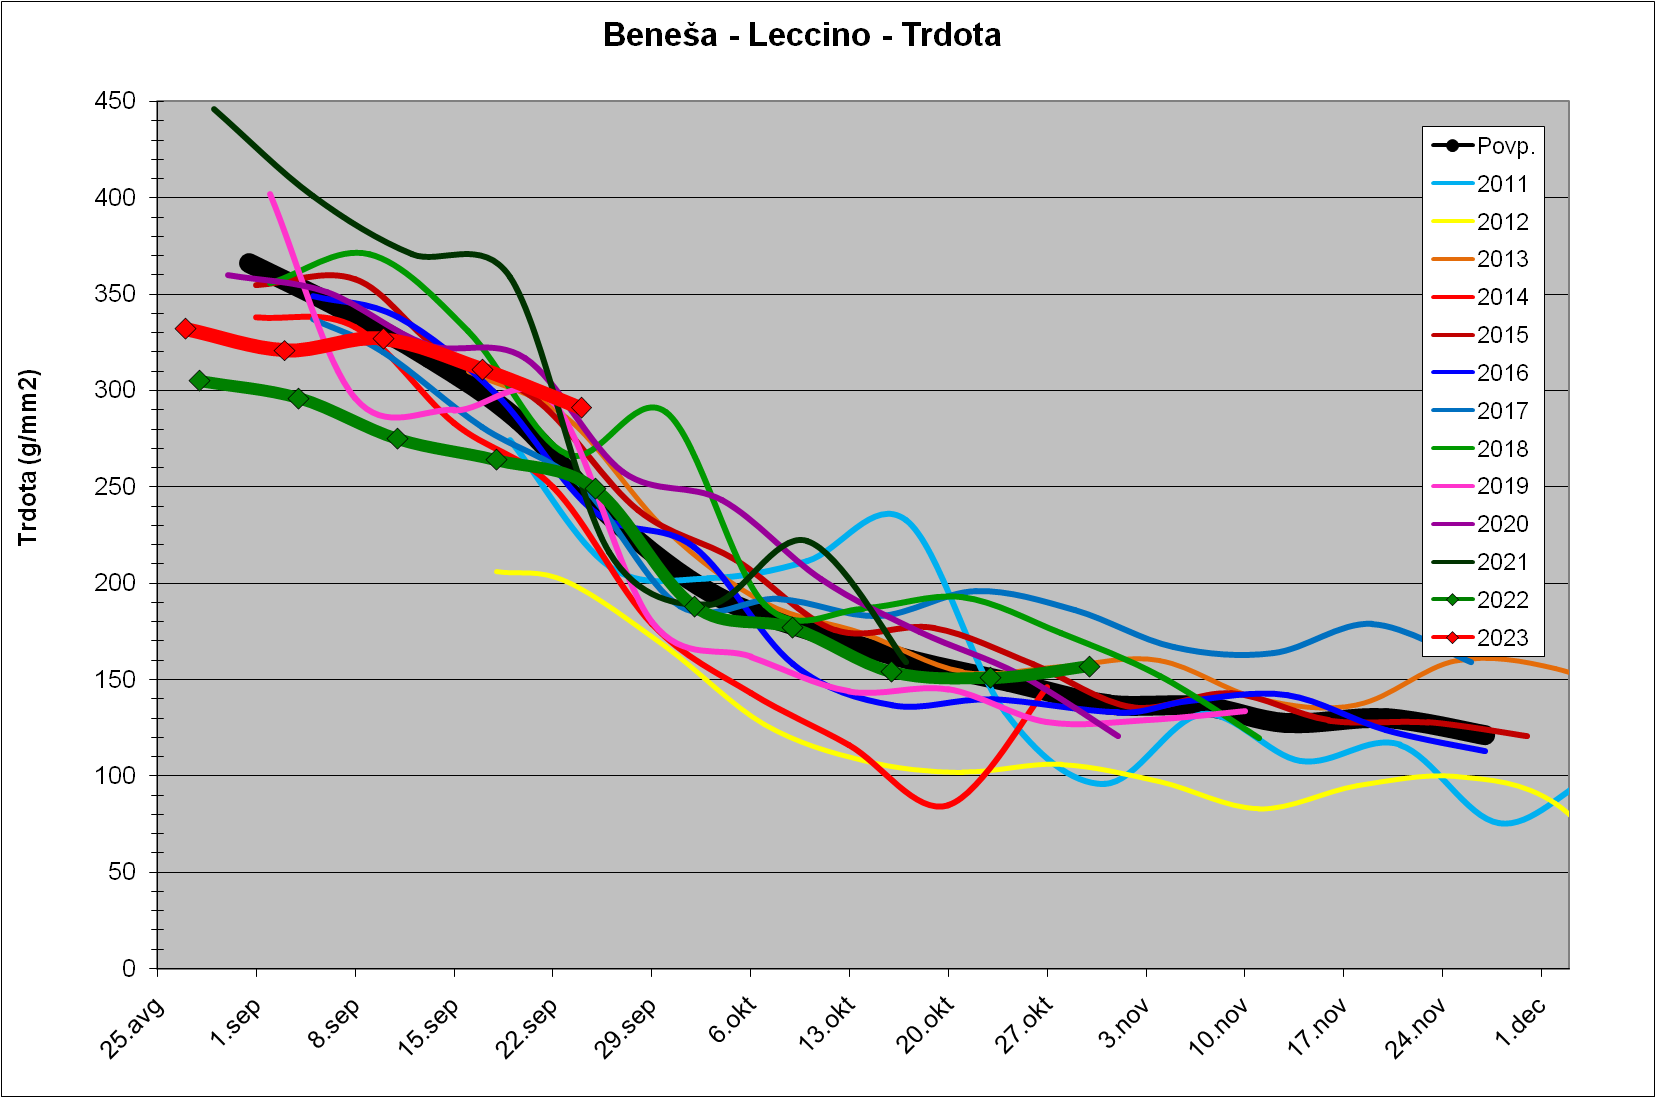 Beneša - Leccino - Trdota
Trdota (g/mm2)
450
400
350
300
250
200
150
100
50
0
25.avg
1.sep
8.sep
15.sep
22.sep
29.sep
6.okt
13.okt
20.okt
27.okt
3.nov
10.nov
17.nov
24.nov
1.dec
Povp.
2011
2012
2013
2014
2015
2016
2017
2018
2019
2020
2021
2022
2023